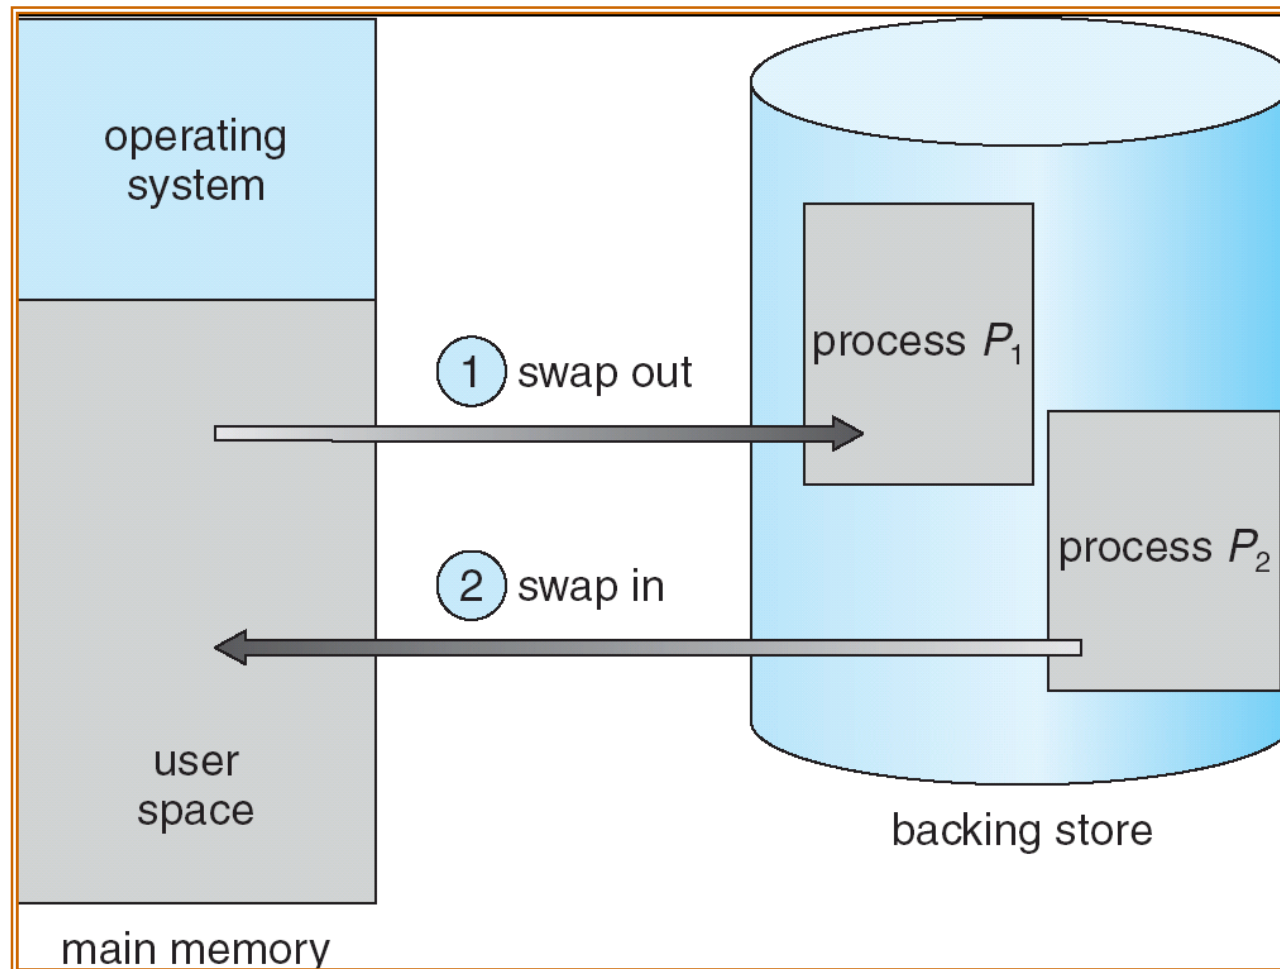 operating
system
process P₁
1 swap out
process P₂
2 swap in
user
space
backing store
main memory